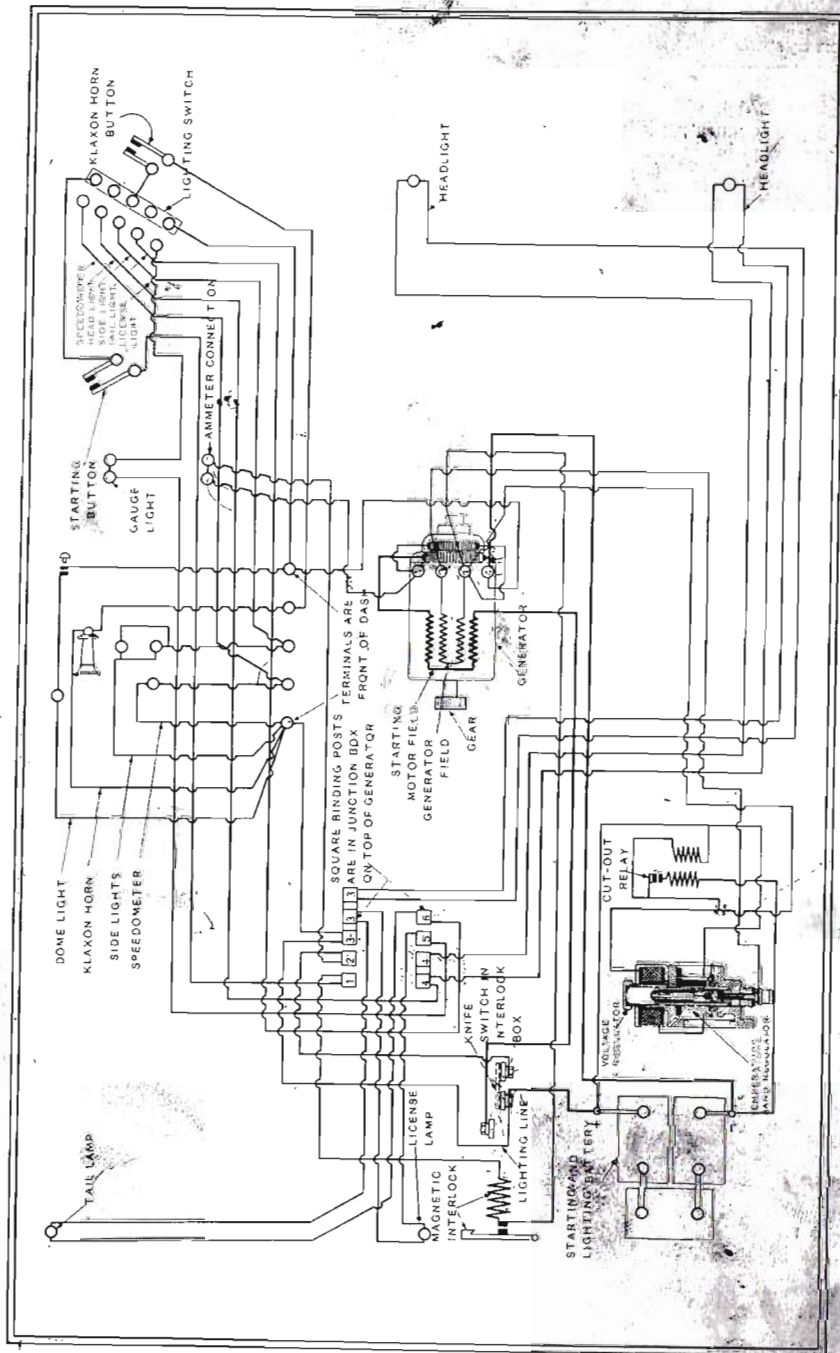 TAIL LAMP
DOME LIGHT
KLAXON HORN
SIDE LIGHTS
SPEEDOMETER
STARTING
BUTTON
GAUGE
LIGHT
SPEEDOMETER
HEAD LIGHT
SIDE LIGHT
TAIL LIGHT
LICENSE
LIGHT
KLAXON HORN
BUTTON
LIGHTING SWITCH
AMMETER CONNECTION
TERMINALS ARE ON
FRONT OF DASH
SQUARE BINDING POSTS
ARE IN JUNCTION BOX
ON TOP OF GENERATOR
1
2
3
3
3
4
4
5
6
LICENSE
LAMP
MAGNETIC
INTERLOCK
KNIFE
SWITCH IN
INTERLOCK
BOX
LIGHTING LINE
STARTING
MOTOR FIELD
GENERATOR
FIELD
GEAR
GENERATOR
HEADLIGHT
HEADLIGHT
STARTING AND
LIGHTING BATTERY
VOLTAGE
REGULATOR
TEMPERATURE
AND REGULATOR
CUT-OUT
RELAY